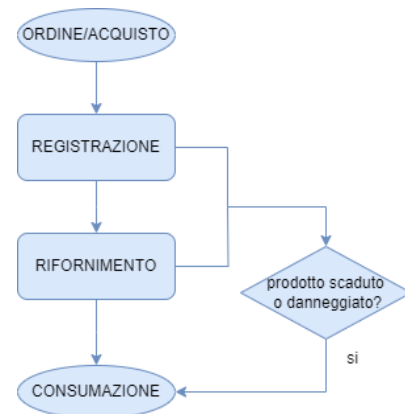 ORDINE/ACQUISTO
REGISTRAZIONE
RIFORNIMENTO
prodotto scaduto
o danneggiato?
si
CONSUMAZIONE